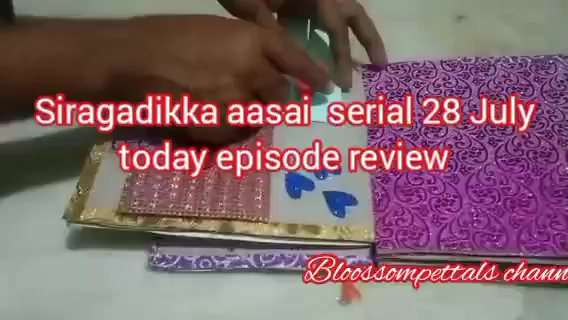 Siragadikka aasai serial 28 July
today episode review
Bloossompettals chann